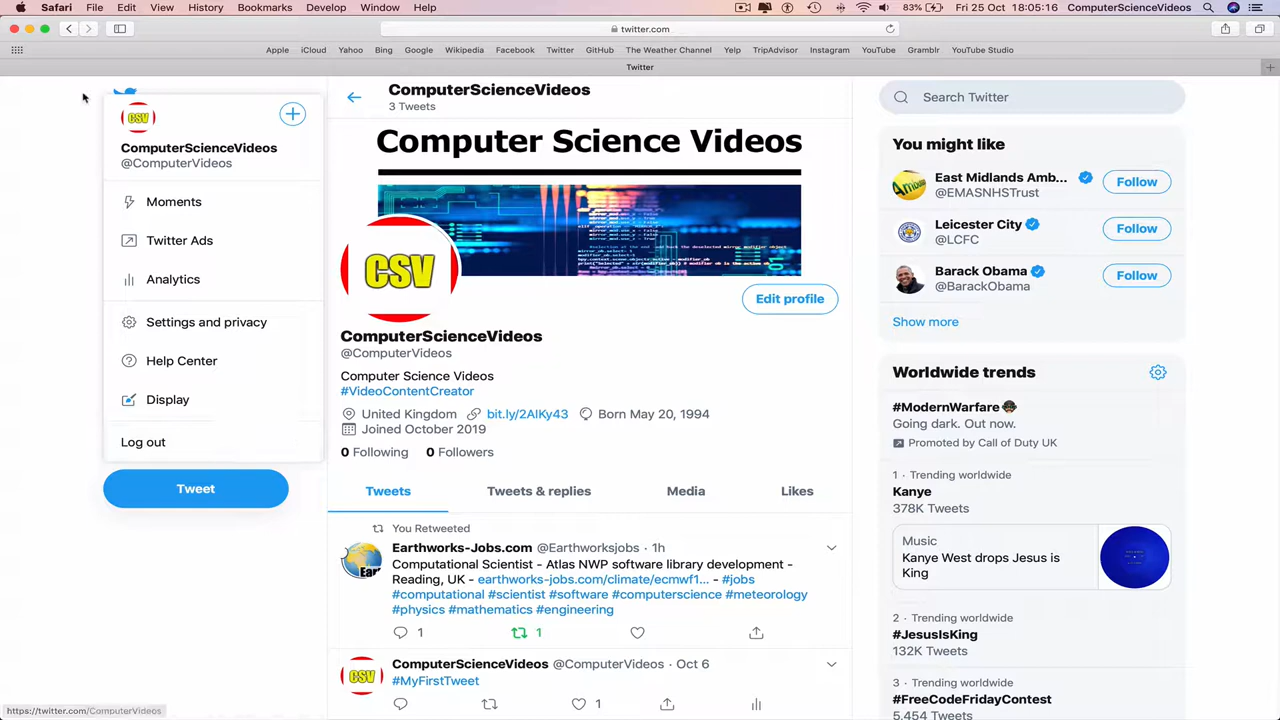 Safari File Edit View History Bookmarks Develop Window Help 83% Fri 25 Oct 18:05:16 ComputerScienceVideos
twitter.com
Apple iCloud Yahoo Bing Google Wikipedia Facebook Twitter GitHub The Weather Channel Yelp TripAdvisor Instagram YouTube Gramblr YouTube Studio
Twitter
CSV
ComputerScienceVideos
@ComputerVideos
Moments
Twitter Ads
Analytics
Settings and privacy
Help Center
Display
Log out
Tweet
ComputerScienceVideos
3 Tweets
Computer Science Videos
CSV
Edit profile
ComputerScienceVideos
@ComputerVideos
Computer Science Videos
#VideoContentCreator
United Kingdom bit.ly/2AlKy43 Born May 20, 1994
Joined October 2019
0 Following 0 Followers
Tweets Tweets & replies Media Likes
You Retweeted
Earthworks-Jobs.com @Earthworksjobs · 1h
Computational Scientist - Atlas NWP software library development -
Reading, UK - earthworks-jobs.com/climate/ecmwf1... - #jobs
#computational #scientist #software #computerscience #meteorology
#physics #mathematics #engineering
1 1
CSV
ComputerScienceVideos @ComputerVideos · Oct 6
#MyFirstTweet
1
Search Twitter
You might like
East Midlands Amb...
@EMASNHSTrust
Follow
Leicester City
@LCFC
Follow
Barack Obama
@BarackObama
Follow
Show more
Worldwide trends
#ModernWarfare
Going dark. Out now.
Promoted by Call of Duty UK
1 · Trending worldwide
Kanye
378K Tweets
Music
Kanye West drops Jesus is
King
2 · Trending worldwide
#JesusIsKing
132K Tweets
3 · Trending worldwide
#FreeCodeFridayContest
5,454 Tweets
https://twitter.com/ComputerVideos